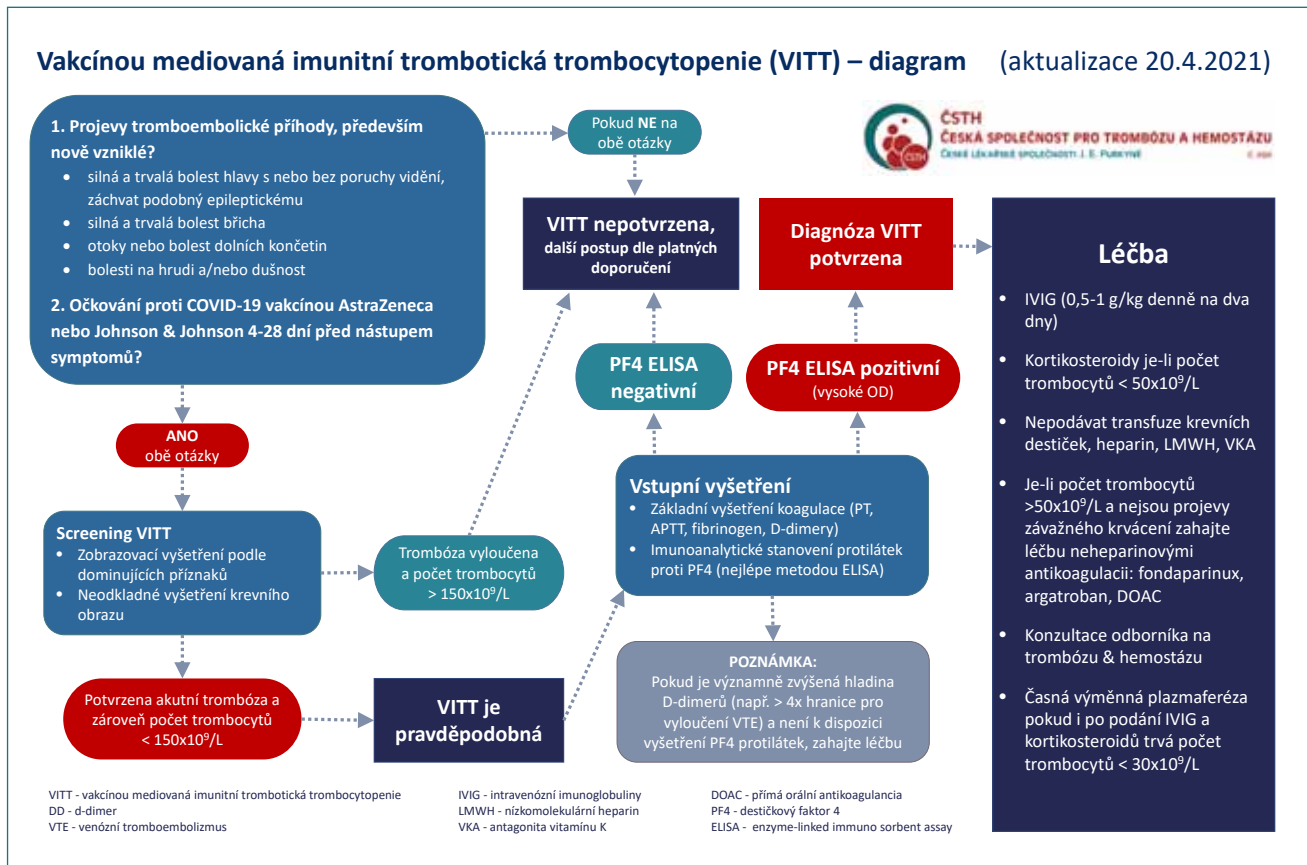 Vakcínou mediovaná imunitní trombotická trombocytopenie (VITT) – diagram (aktualizace 20.4.2021)
1. Projevy tromboembolické příhody, především
nově vzniklé?
• silná a trvalá bolest hlavy s nebo bez poruchy vidění,
záchvat podobný epileptickému
• silná a trvalá bolest břicha
• otoky nebo bolest dolních končetin
• bolesti na hrudi a/nebo dušnost
2. Očkování proti COVID-19 vakcínou AstraZeneca
nebo Johnson & Johnson 4-28 dní před nástupem
symptomů?
Pokud NE na
obě otázky
ČSTH
ČESKÁ SPOLEČNOST PRO TROMBÓZU A HEMOSTÁZU
ČESKÉ LÉKAŘSKÉ SPOLEČNOSTI J. E. PURKYNĚ
ČSTH
VITT nepotvrzena,
další postup dle platných
doporučení
Diagnóza VITT
potvrzena
PF4 ELISA
negativní
PF4 ELISA pozitivní
(vysoké OD)
ANO
obě otázky
Screening VITT
• Zobrazovací vyšetření podle
dominujících příznaků
• Neodkladné vyšetření krevního
obrazu
Trombóza vyloučena
a počet trombocytů
> 150x10⁹/L
Vstupní vyšetření
• Základní vyšetření koagulace (PT,
APTT, fibrinogen, D-dimery)
• Imunoanalytické stanovení protilátek
proti PF4 (nejlépe metodou ELISA)
Potvrzena akutní trombóza a
zároveň počet trombocytů
< 150x10⁹/L
VITT je
pravděpodobná
POZNÁMKA:
Pokud je významně zvýšená hladina
D-dimerů (např. > 4x hranice pro
vyloučení VTE) a není k dispozici
vyšetření PF4 protilátek, zahajte léčbu
Léčba
• IVIG (0,5-1 g/kg denně na dva
dny)
• Kortikosteroidy je-li počet
trombocytů < 50x10⁹/L
• Nepodávat transfuze krevních
destiček, heparin, LMWH, VKA
• Je-li počet trombocytů
>50x10⁹/L a nejsou projevy
závažného krvácení zahajte
léčbu neheparinovými
antikoagulacii: fondaparinux,
argatroban, DOAC
• Konzultace odborníka na
trombózu & hemostázu
• Časná výměnná plazmaferéza
pokud i po podání IVIG a
kortikosteroidů trvá počet
trombocytů < 30x10⁹/L
VITT - vakcínou mediovaná imunitní trombotická trombocytopenie
DD - d-dimer
VTE - venózní tromboembolizmus
IVIG - intravenózní imunoglobuliny
LMWH - nízkomolekulární heparin
VKA - antagonita vitamínu K
DOAC - přímá orální antikoagulancia
PF4 - destičkový faktor 4
ELISA - enzyme-linked immuno sorbent assay